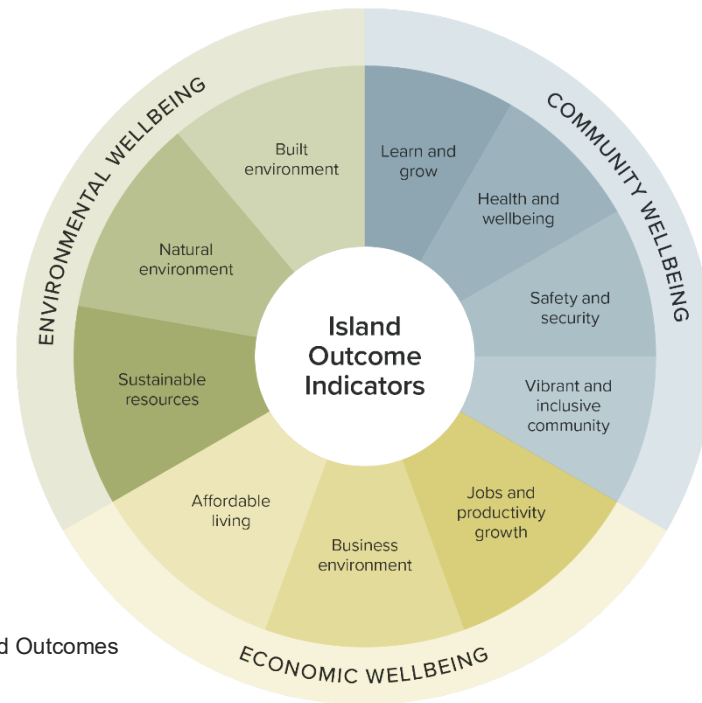 ENVIRONMENTAL WELLBEING
COMMUNITY WELLBEING
Built
environment
Learn and
grow
Health and
wellbeing
Natural
environment
Safety and
security
Island
Outcome
Indicators
Sustainable
resources
Vibrant and
inclusive
community
Affordable
living
Jobs and
productivity
growth
Business
environment
Outcomes
ECONOMIC WELLBEING